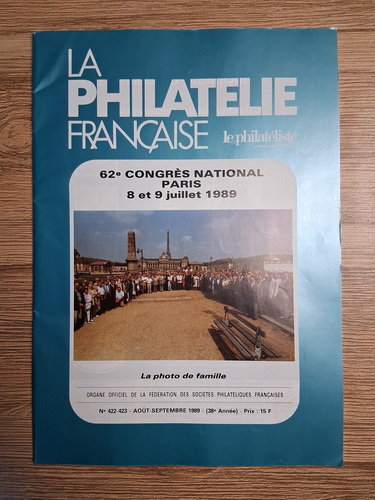 LA
PHILATELIE
FRANÇAISE
le philatéliste
62e CONGRÈS NATIONAL
PARIS
8 et 9 juillet 1989
La photo de famille
ORGANE OFFICIEL DE LA FEDERATION DES SOCIETES PHILATELIQUES FRANÇAISES
No 422-423 - AOÛT-SEPTEMBRE 1989 - (38e Année) - Prix : 15 F